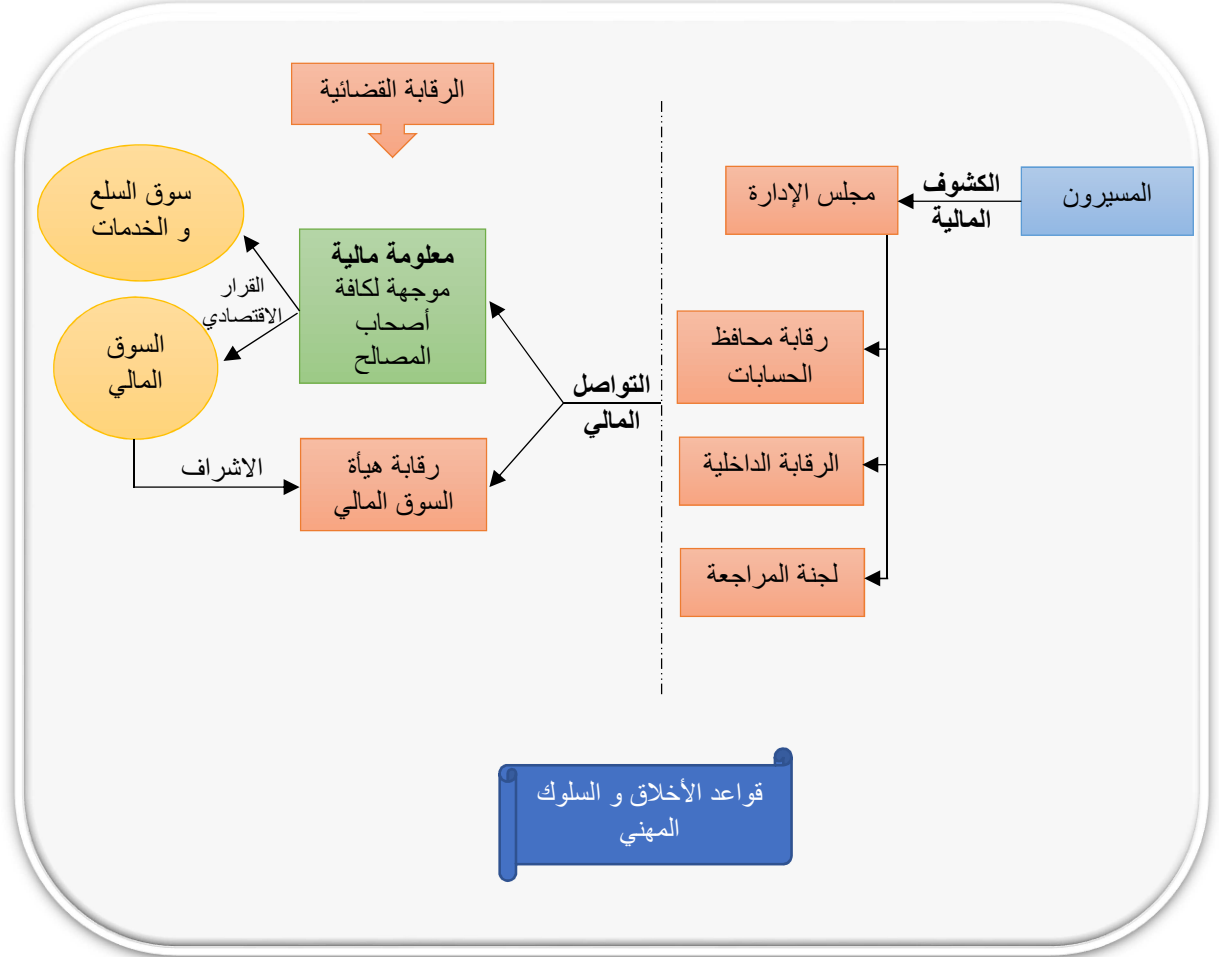 الرقابة القضائية
المسيرون
الكشوف
المالية
مجلس الإدارة
رقابة محافظ
الحسابات
الرقابة الداخلية
لجنة المراجعة
التواصل
المالي
معلومة مالية
موجهة لكافة
أصحاب
المصالح
رقابة هيأة
السوق المالي
القرار
الاقتصادي
سوق السلع
و الخدمات
السوق
المالي
الاشراف
قواعد الأخلاق و السلوك
المهني